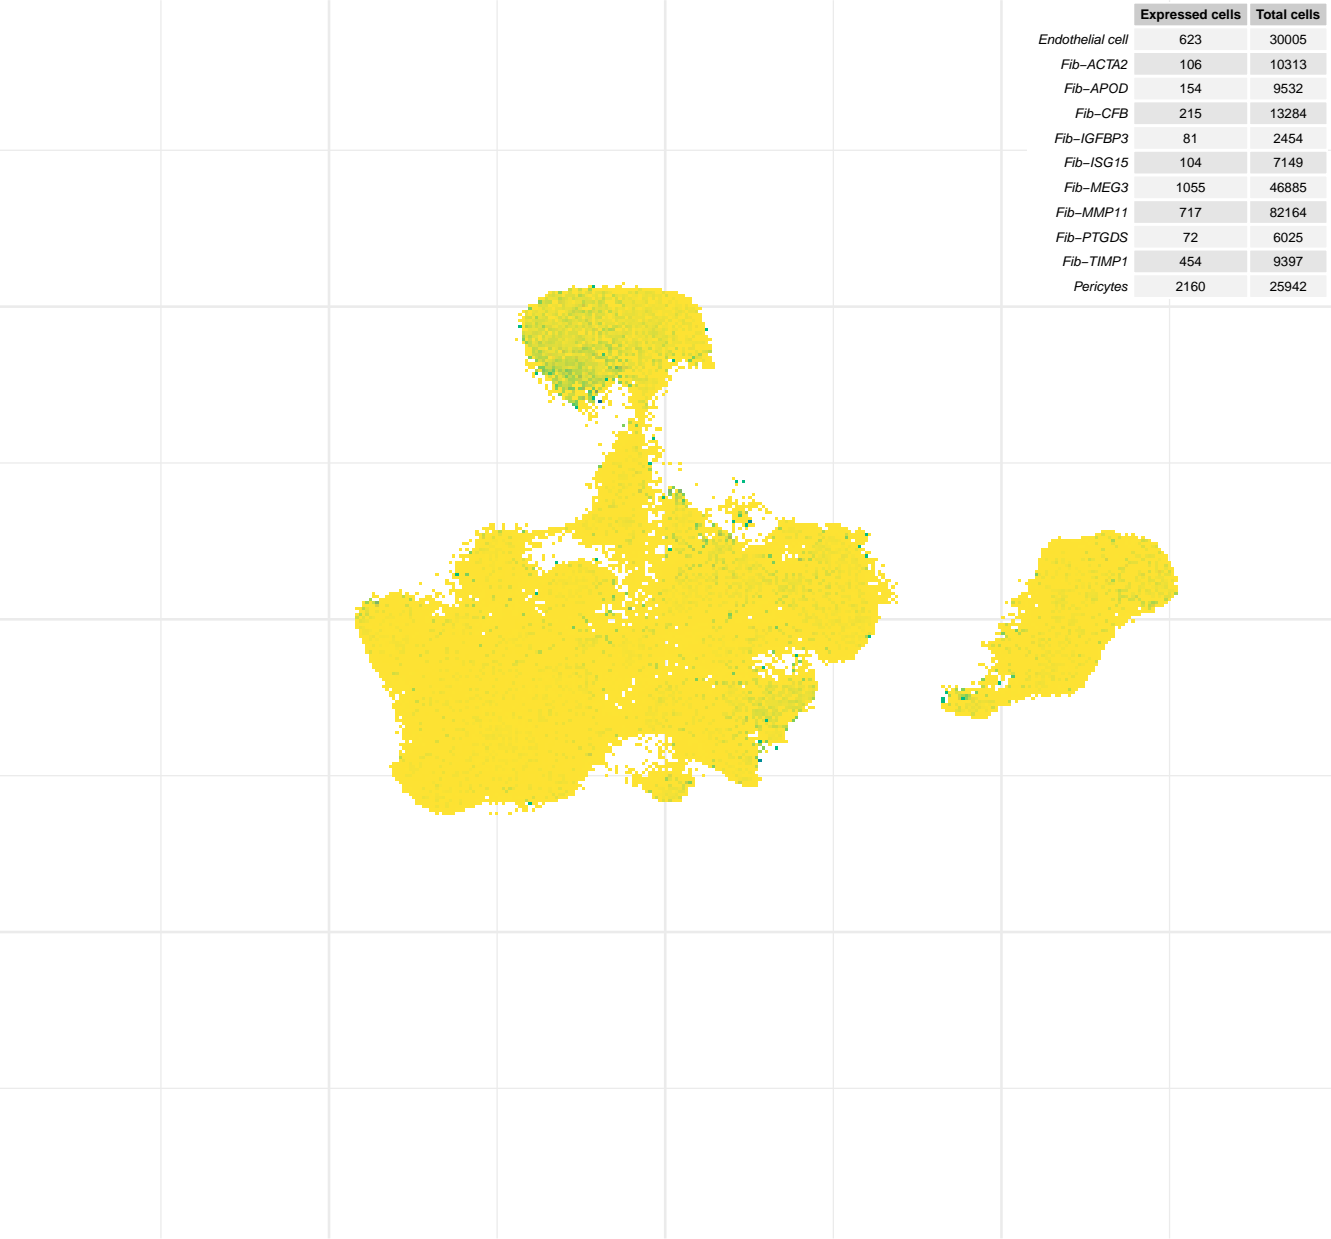 Expressed cells Total cells
Endothelial cell 623 30005
Fib−ACTA2 106 10313
Fib−APOD 154 9532
Fib−CFB 215 13284
Fib−IGFBP3 81 2454
Fib−ISG15 104 7149
Fib−MEG3 1055 46885
Fib−MMP11 717 82164
Fib−PTGDS 72 6025
Fib−TIMP1 454 9397
Pericytes 2160 25942